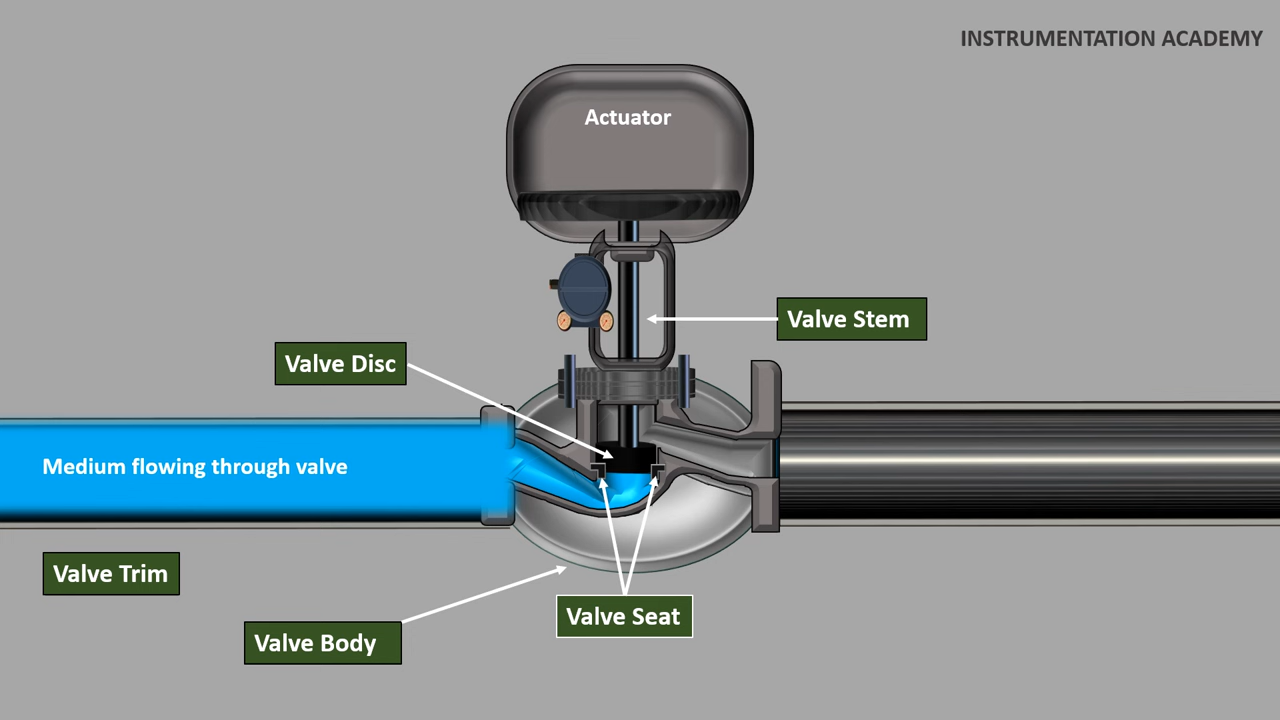 INSTRUMENTATION ACADEMY
Actuator
Valve Stem
Valve Disc
Medium flowing through valve
Valve Trim
Valve Seat
Valve Body